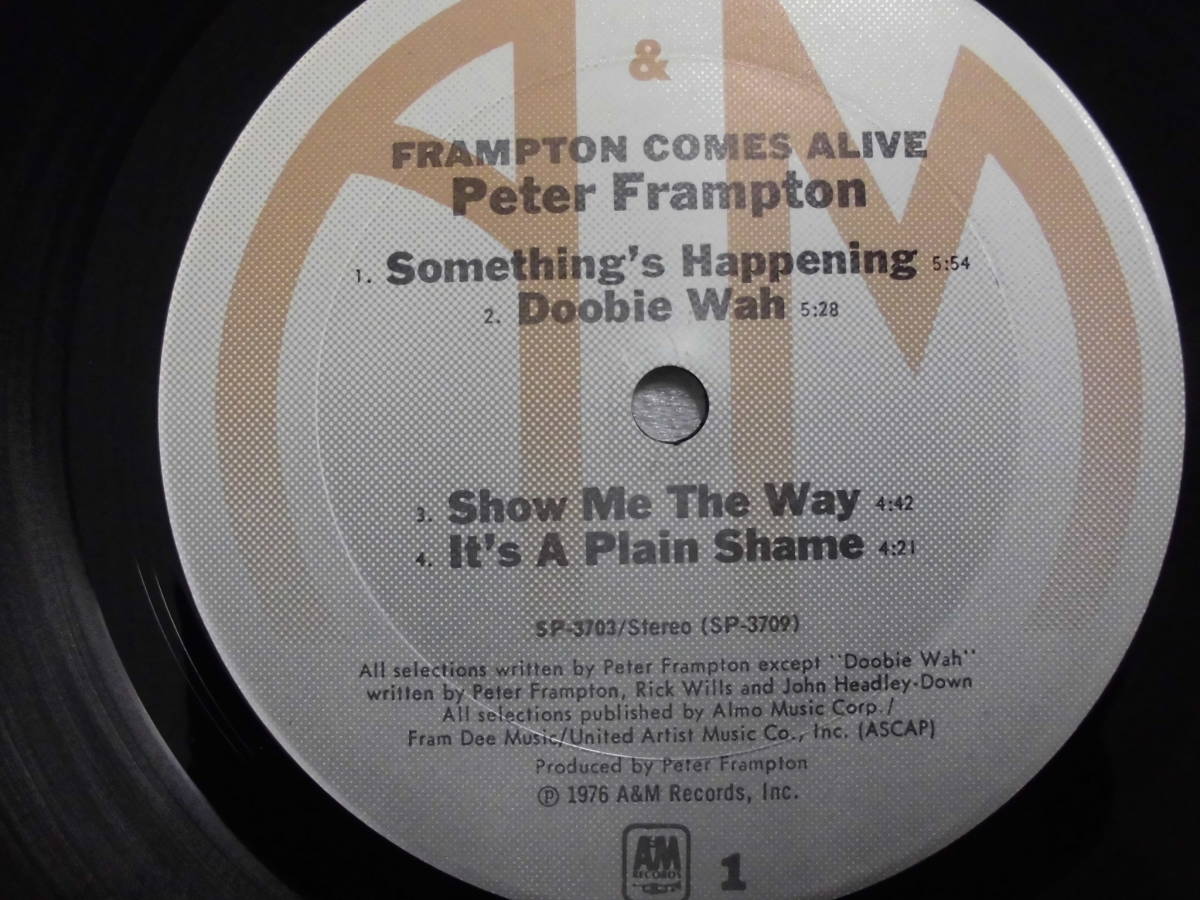 &
FRAMPTON COMES ALIVE
Peter Frampton
1. Something's Happening 5:54
2. Doobie Wah 5:28
3. Show Me The Way 4:42
4. It's A Plain Shame 4:21
SP-3703/Stereo (SP-3709)
All selections written by Peter Frampton except "Doobie Wah"
written by Peter Frampton, Rick Wills and John Headley-Down
All selections published by Almo Music Corp./
Fram Dee Music/United Artist Music Co., Inc. (ASCAP)
Produced by Peter Frampton
℗ 1976 A&M Records, Inc.
A&M
RECORDS
1